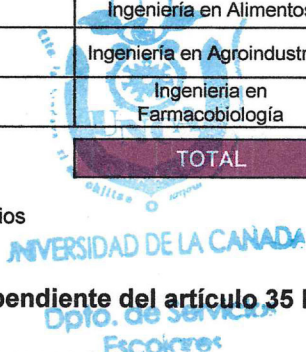 Ingeniería en Alimentos
Ingeniería en Agroindustr
Ingenieria en
Farmacobiología
TOTAL
ios
UNIVERSIDAD DE LA CAÑADA
pendiente del artículo 35
Dpto. de Servicios
Escolares